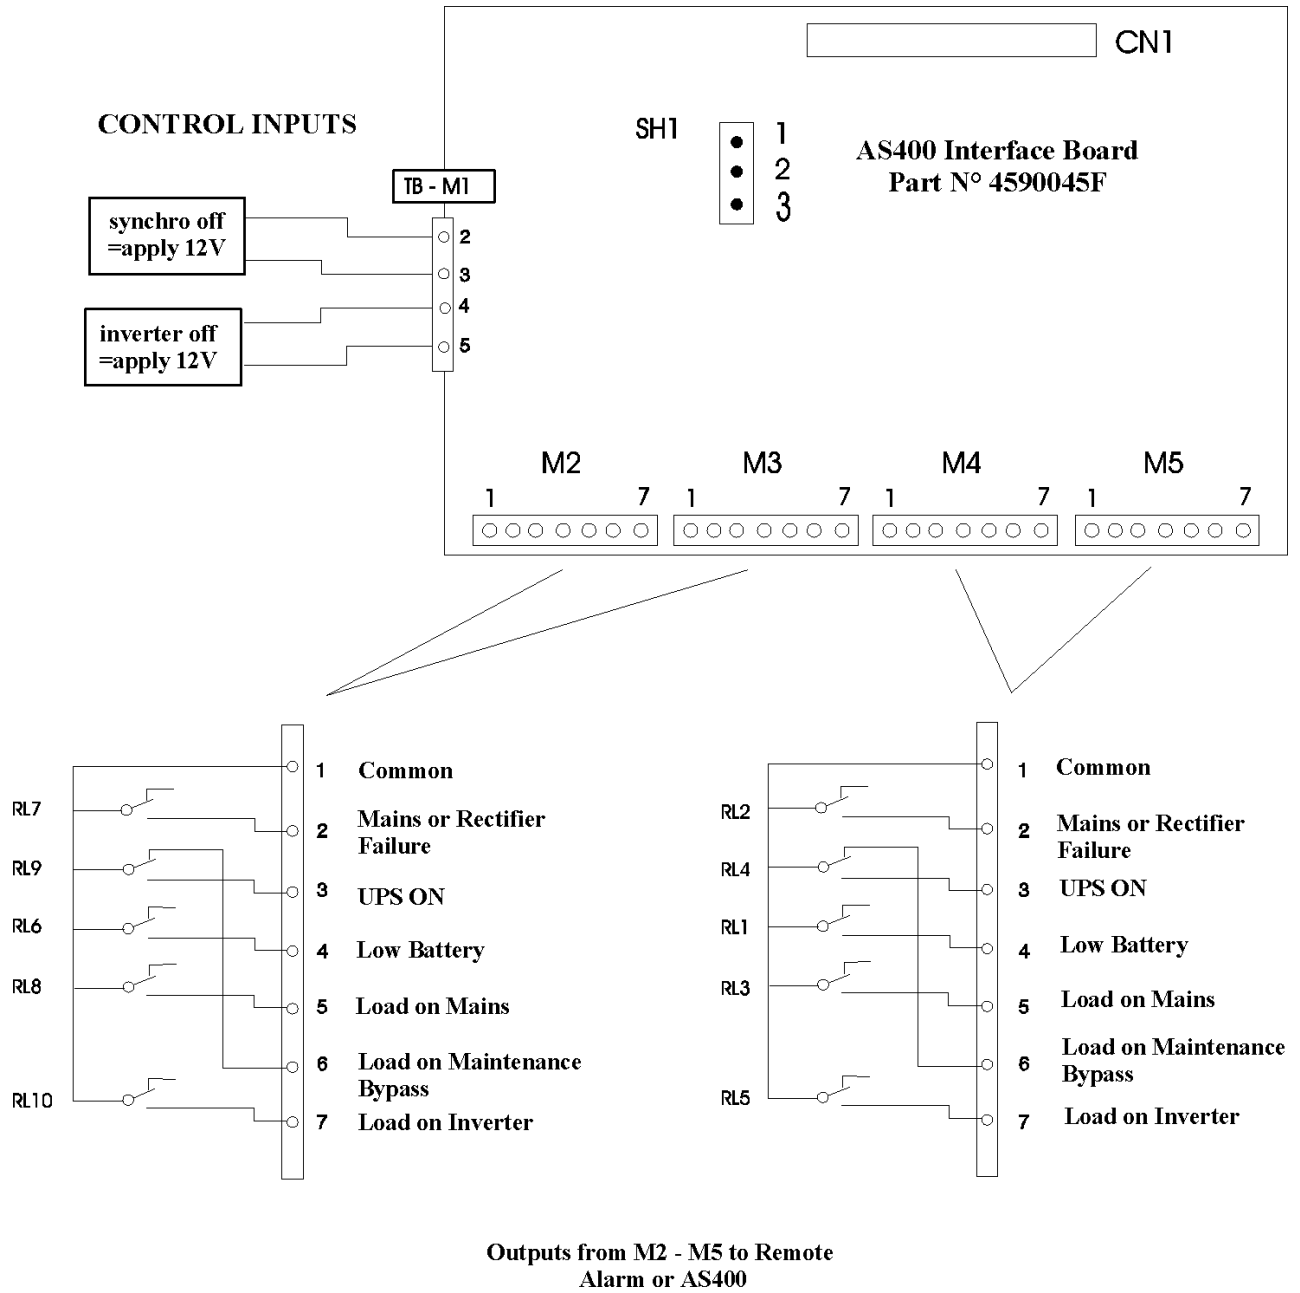 CN1
CONTROL INPUTS
SH1
1
2
3
AS400 Interface Board
Part N° 4590045F
TB - M1
synchro off
=apply 12V
2
3
4
5
inverter off
=apply 12V
M2
M3
M4
M5
1 7
1 7
1 7
1 7
1 Common
RL7
2 Mains or Rectifier
Failure
RL9
3 UPS ON
RL6
4 Low Battery
RL8
5 Load on Mains
6 Load on Maintenance
Bypass
RL10
7 Load on Inverter
1 Common
RL2
2 Mains or Rectifier
Failure
RL4
3 UPS ON
RL1
4 Low Battery
RL3
5 Load on Mains
6 Load on Maintenance
Bypass
RL5
7 Load on Inverter
Outputs from M2 - M5 to Remote
Alarm or AS400